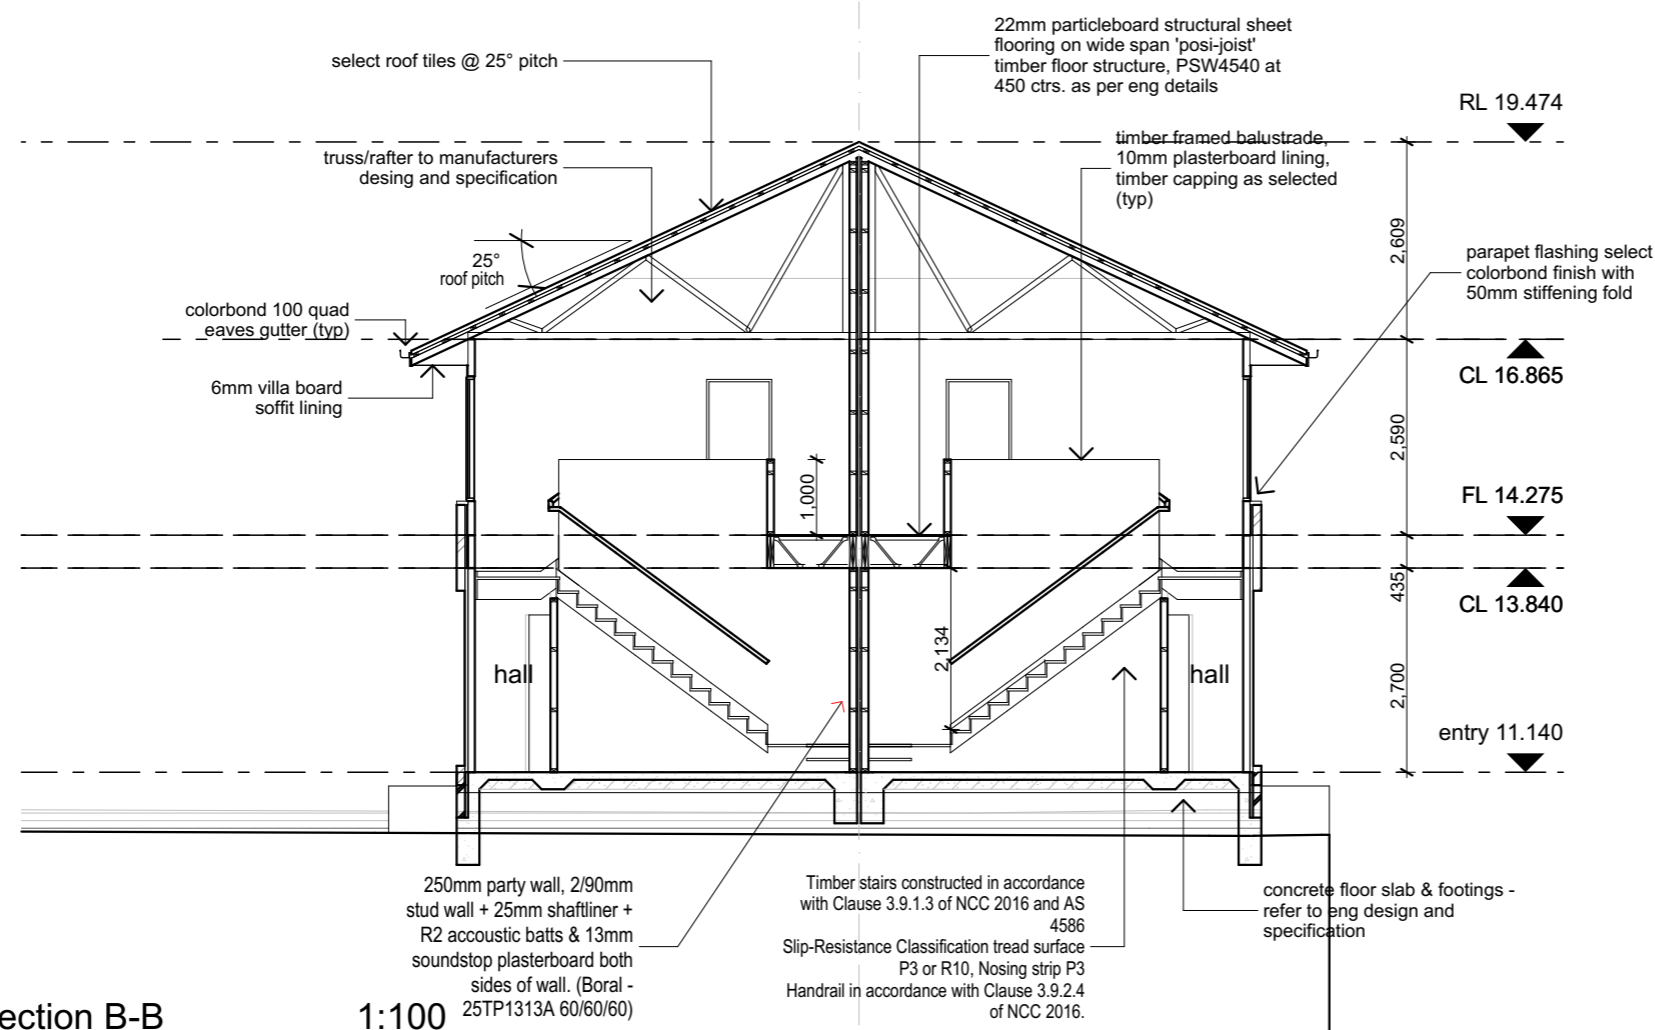 22mm particleboard structural sheet
flooring on wide span 'posi-joist'
timber floor structure, PSW4540 at
450 ctrs. as per eng details
select roof tiles @ 25° pitch
RL 19.474
timber framed balustrade,
10mm plasterboard lining,
timber capping as selected
(typ)
truss/rafter to manufacturers
desing and specification
2,609
parapet flashing select
colorbond finish with
50mm stiffening fold
25°
roof pitch
colorbond 100 quad
eaves gutter (typ)
CL 16.865
6mm villa board
soffit lining
2,590
1,000
FL 14.275
435
CL 13.840
2,134
hall
hall
2,700
entry 11.140
250mm party wall, 2/90mm
stud wall + 25mm shaftliner +
R2 accoustic batts & 13mm
soundstop plasterboard both
sides of wall. (Boral -
25TP1313A 60/60/60)
Timber stairs constructed in accordance
with Clause 3.9.1.3 of NCC 2016 and AS
4586
Slip-Resistance Classification tread surface
P3 or R10, Nosing strip P3
Handrail in accordance with Clause 3.9.2.4
of NCC 2016.
concrete floor slab & footings -
refer to eng design and
specification
ection B-B
1:100